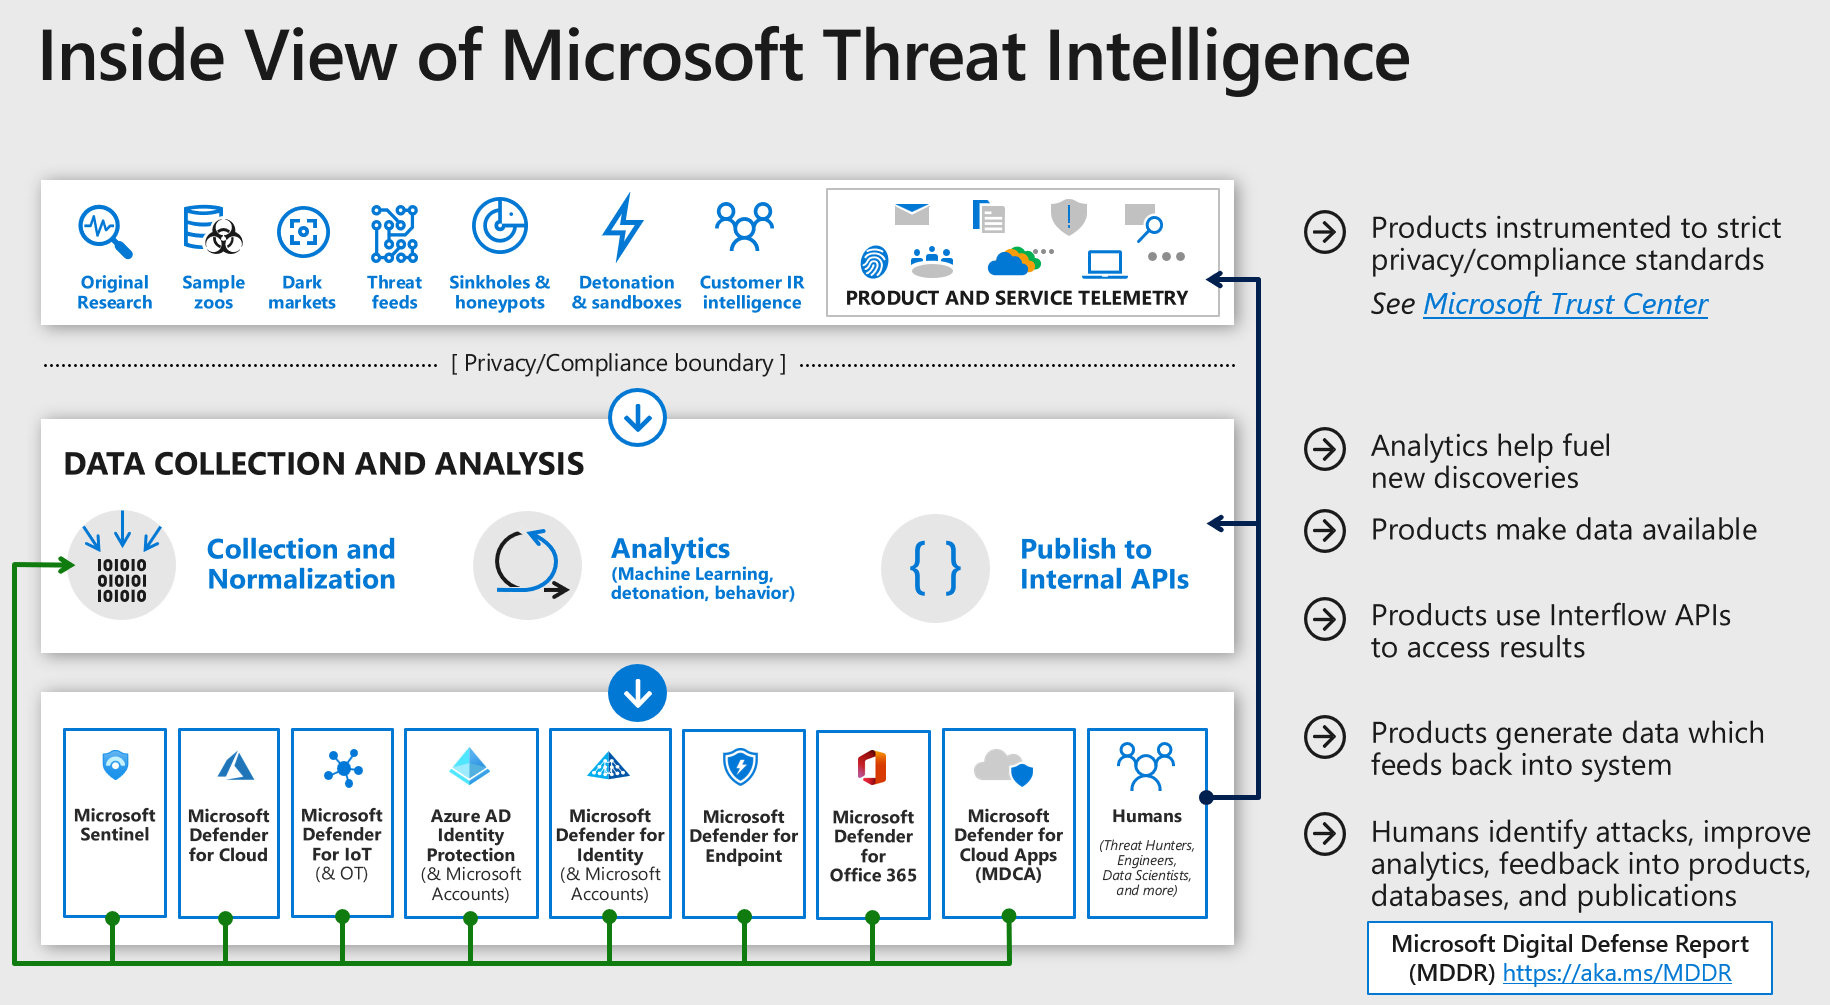 Inside View of Microsoft Threat Intelligence
Original
Research
Sample
zoos
Dark
markets
Threat
feeds
Sinkholes &
honeypots
Detonation
& sandboxes
Customer IR
intelligence
PRODUCT AND SERVICE TELEMETRY
[ Privacy/Compliance boundary ]
DATA COLLECTION AND ANALYSIS
IOIOIO
OIOIOI
IOIOIO
Collection and
Normalization
Analytics
(Machine Learning,
detonation, behavior)
{ }
Publish to
Internal APIs
Microsoft
Sentinel
Microsoft
Defender
for Cloud
Microsoft
Defender
For IoT
(& OT)
Azure AD
Identity
Protection
(& Microsoft
Accounts)
Microsoft
Defender for
Identity
(& Microsoft
Accounts)
Microsoft
Defender for
Endpoint
Microsoft
Defender
for
Office 365
Microsoft
Defender for
Cloud Apps
(MDCA)
Humans
(Threat Hunters,
Engineers,
Data Scientists,
and more)
Products instrumented to strict
privacy/compliance standards
See Microsoft Trust Center
Analytics help fuel
new discoveries
Products make data available
Products use Interflow APIs
to access results
Products generate data which
feeds back into system
Humans identify attacks, improve
analytics, feedback into products,
databases, and publications
Microsoft Digital Defense Report
(MDDR) https://aka.ms/MDDR